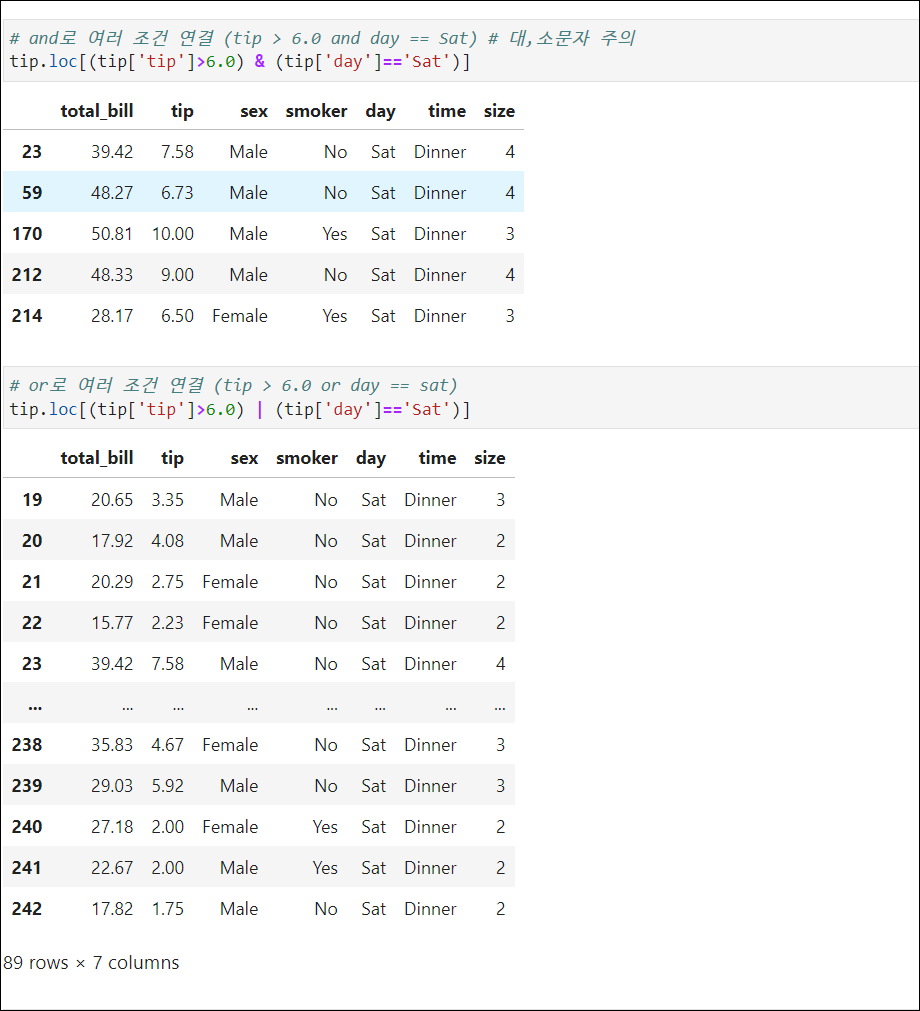 # and로 여러 조건 연결 (tip > 6.0 and day == Sat) # 대,소문자 주의
tip.loc[(tip['tip']>6.0) & (tip['day']=='Sat')]
total_bill tip sex smoker day time size
23 39.42 7.58 Male No Sat Dinner 4
59 48.27 6.73 Male No Sat Dinner 4
170 50.81 10.00 Male Yes Sat Dinner 3
212 48.33 9.00 Male No Sat Dinner 4
214 28.17 6.50 Female Yes Sat Dinner 3
# or로 여러 조건 연결 (tip > 6.0 or day == sat)
tip.loc[(tip['tip']>6.0) | (tip['day']=='Sat')]
total_bill tip sex smoker day time size
19 20.65 3.35 Male No Sat Dinner 3
20 17.92 4.08 Male No Sat Dinner 2
21 20.29 2.75 Female No Sat Dinner 2
22 15.77 2.23 Female No Sat Dinner 2
23 39.42 7.58 Male No Sat Dinner 4
... ... ... ... ... ... ... ...
238 35.83 4.67 Female No Sat Dinner 3
239 29.03 5.92 Male No Sat Dinner 3
240 27.18 2.00 Female Yes Sat Dinner 2
241 22.67 2.00 Male Yes Sat Dinner 2
242 17.82 1.75 Male No Sat Dinner 2
89 rows × 7 columns